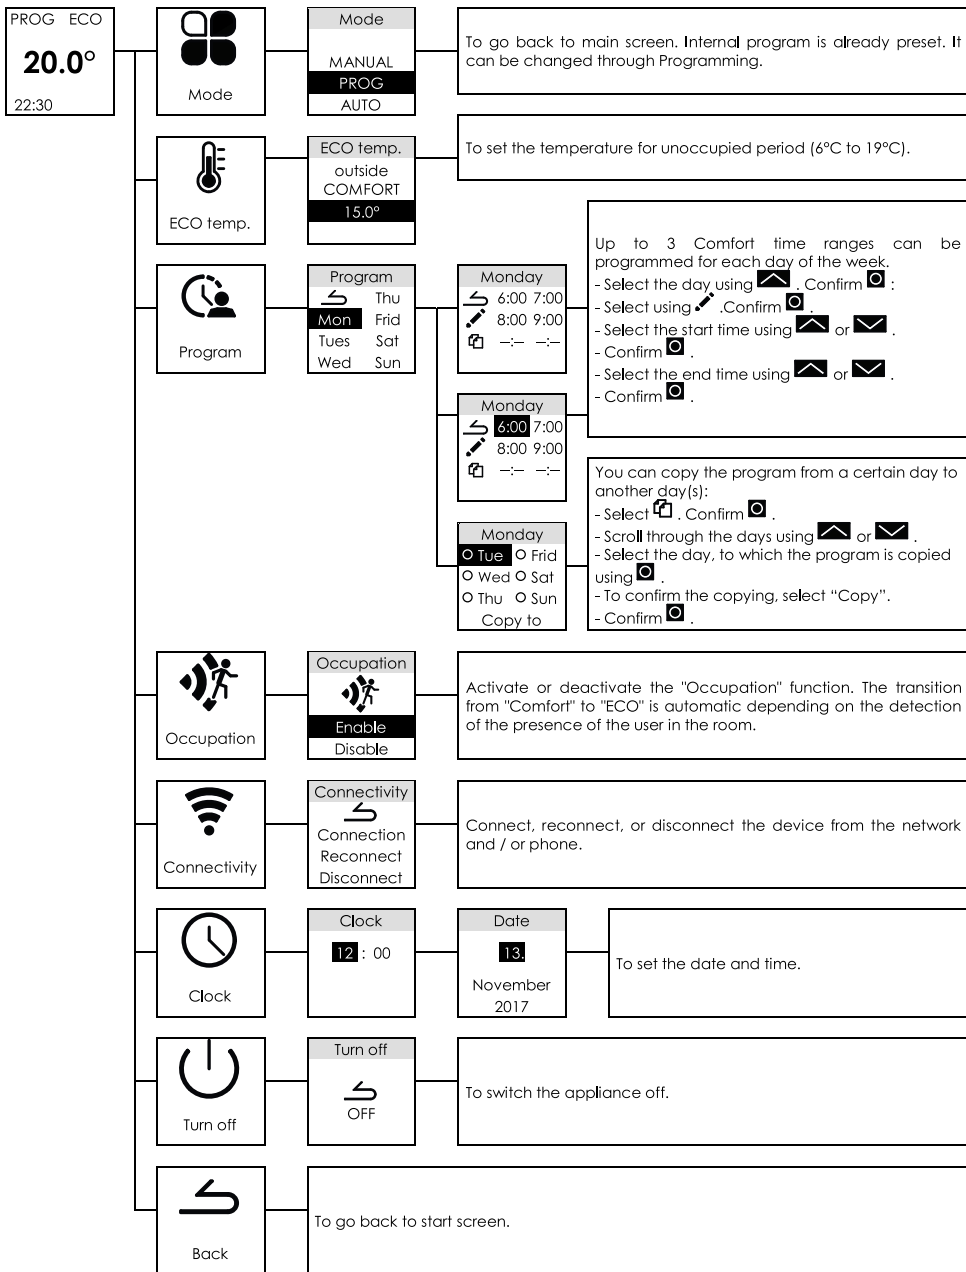 PROG ECO
20.0°
22:30
Mode
Mode
MANUAL
PROG
AUTO
To go back to main screen. Internal program is already preset. It
can be changed through Programming.
ECO temp.
ECO temp.
outside
COMFORT
15.0°
To set the temperature for unoccupied period (6°C to 19°C).
Program
Program
Thu
Mon Frid
Tues Sat
Wed Sun
Monday
6:00 7:00
8:00 9:00
–:– –:–
Up to 3 Comfort time ranges can be
programmed for each day of the week.
- Select the day using . Confirm :
- Select using .Confirm .
- Select the start time using or .
- Confirm .
- Select the end time using or .
- Confirm .
Monday
6:00 7:00
8:00 9:00
–:– –:–
Monday
Tue Frid
Wed Sat
Thu Sun
Copy to
You can copy the program from a certain day to
another day(s):
- Select . Confirm .
- Scroll through the days using or .
- Select the day, to which the program is copied
using .
- To confirm the copying, select “Copy”.
- Confirm .
Occupation
Occupation
Enable
Disable
Activate or deactivate the "Occupation" function. The transition
from "Comfort" to "ECO" is automatic depending on the detection
of the presence of the user in the room.
Connectivity
Connectivity
Connection
Reconnect
Disconnect
Connect, reconnect, or disconnect the device from the network
and / or phone.
Clock
Clock
12 : 00
Date
13.
November
2017
To set the date and time.
Turn off
Turn off
OFF
To switch the appliance off.
Back
To go back to start screen.